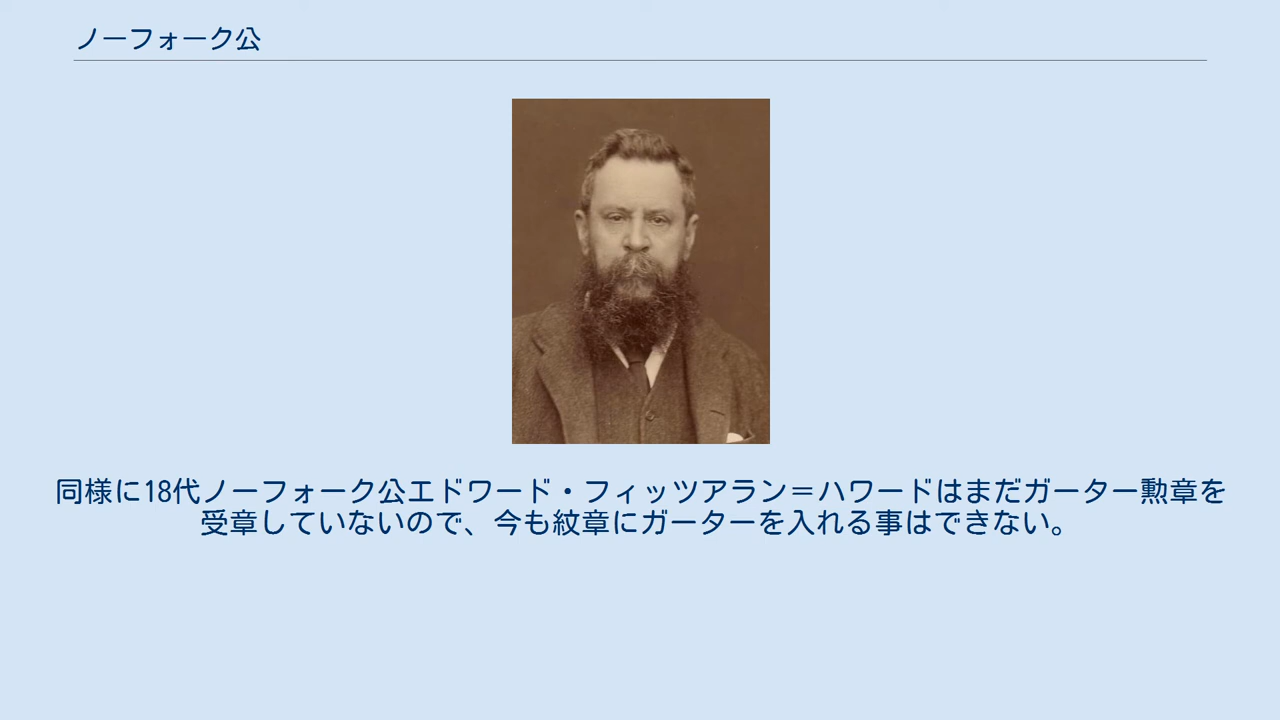 ノーフォーク公
同様に18代ノーフォーク公エドワード・フィッツアラン＝ハワードはまだガーター勲章を
受章していないので、今も紋章にガーターを入れる事はできない。